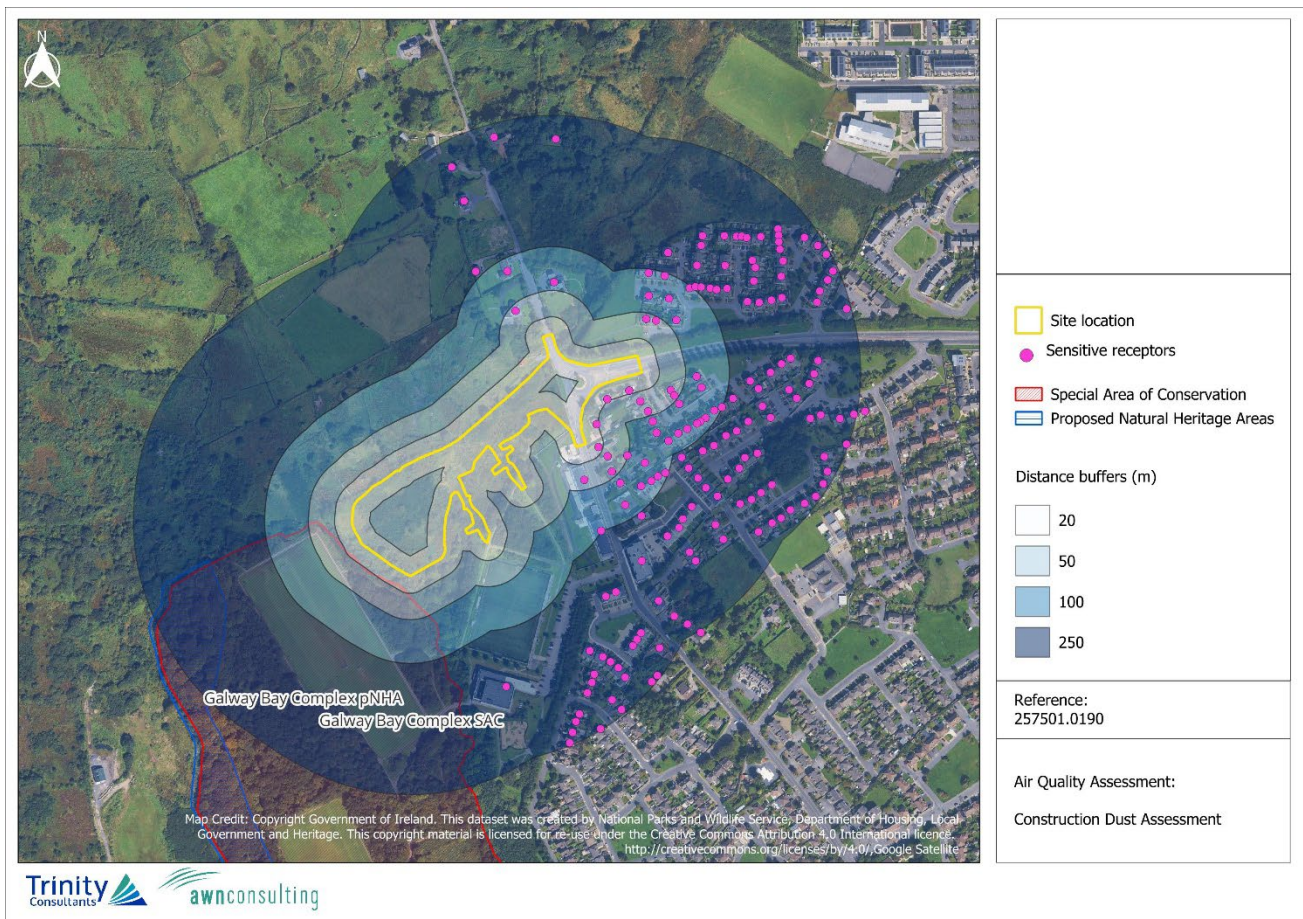 N
Galway Bay Complex pNHA
Galway Bay Complex SAC
Map Credit: Copyright Government of Ireland. This dataset was created by National Parks and Wildlife Service, Department of Housing, Local
Government and Heritage. This copyright material is licensed for re-use under the Creative Commons Attribution 4.0 International licence.
http://creativecommons.org/licenses/by/4.0/,Google Satellite
Site location
Sensitive receptors
Special Area of Conservation
Proposed Natural Heritage Areas
Distance buffers (m)
20
50
100
250
Reference:
257501.0190
Air Quality Assessment:
Construction Dust Assessment
Trinity
Consultants
awnconsulting